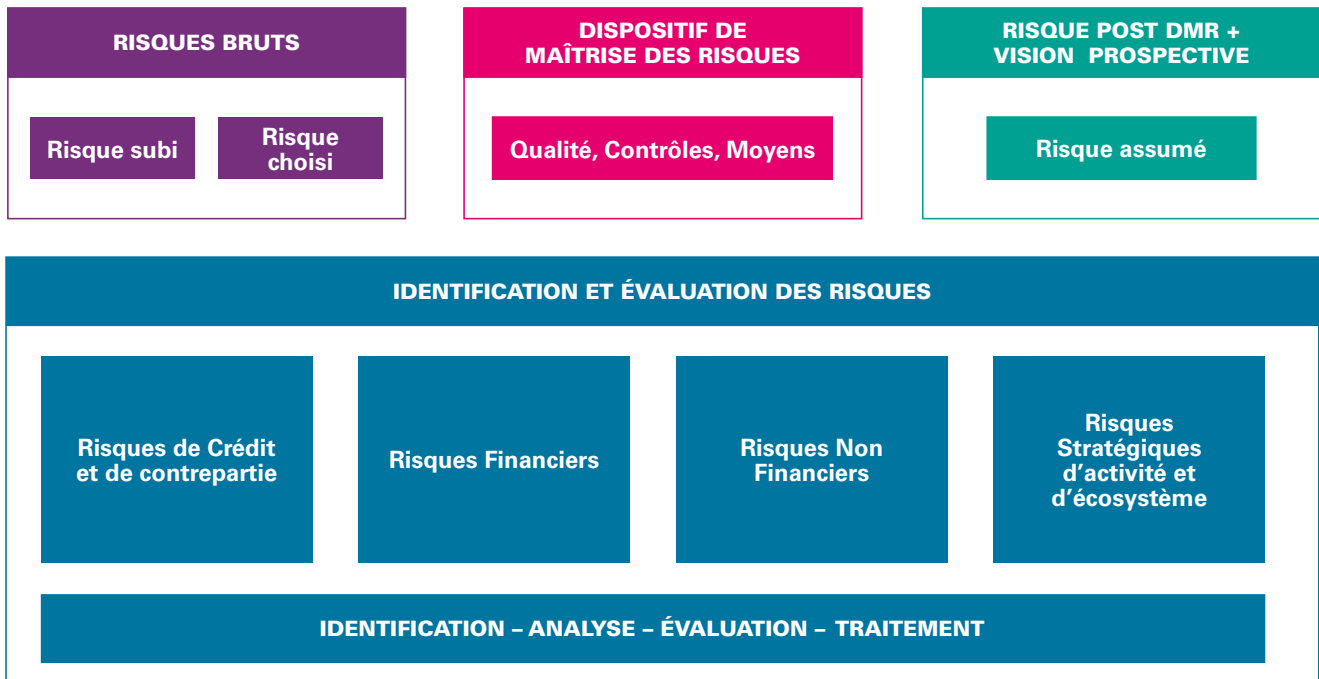 RISQUES BRUTS
Risque subi
Risque
choisi
DISPOSITIF DE
MAÎTRISE DES RISQUES
Qualité, Contrôles, Moyens
RISQUE POST DMR +
VISION PROSPECTIVE
Risque assumé
IDENTIFICATION ET ÉVALUATION DES RISQUES
Risques de Crédit
et de contrepartie
Risques Financiers
Risques Non
Financiers
Risques
Stratégiques
d’activité et
d’écosystème
IDENTIFICATION – ANALYSE – ÉVALUATION – TRAITEMENT